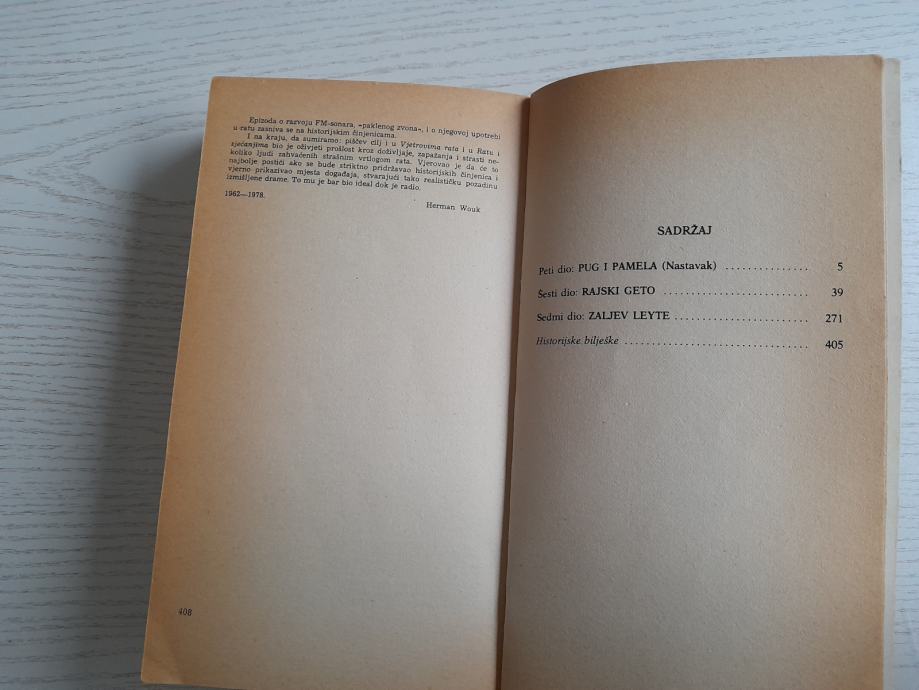 Epizoda o razvoju FM-sonara, »paklenog zvona«, i o njegovoj upotrebi
u ratu zasniva se na historijskim činjenicama.
I na kraju, da sumiramo: piščev cilj i u Vjetrovima rata i u Ratu i
sjećanjima bio je oživjeti prošlost kroz doživljaje, zapažanja i strasti ne-
koliko ljudi zahvaćenih strašnim vrtlogom rata. Vjerovao je da će to
najbolje postići ako se bude striktno pridržavao historijskih činjenica i
vjerno prikazivao mjesta događaja, stvarajući tako realističku pozadinu
izmišljene drame. To mu je bar bio ideal dok je radio.
1962—1978.
Herman Wouk
408
SADRŽAJ
Peti dio: PUG I PAMELA (Nastavak) . . . . . . . . . . . . . . . 5
Šesti dio: RAJSKI GETO . . . . . . . . . . . . . . . . . . . . . . . . . 39
Sedmi dio: ZALJEV LEYTE . . . . . . . . . . . . . . . . . . . . . . . 271
Historijske bilješke . . . . . . . . . . . . . . . . . . . . . . . . . . . . . . 405